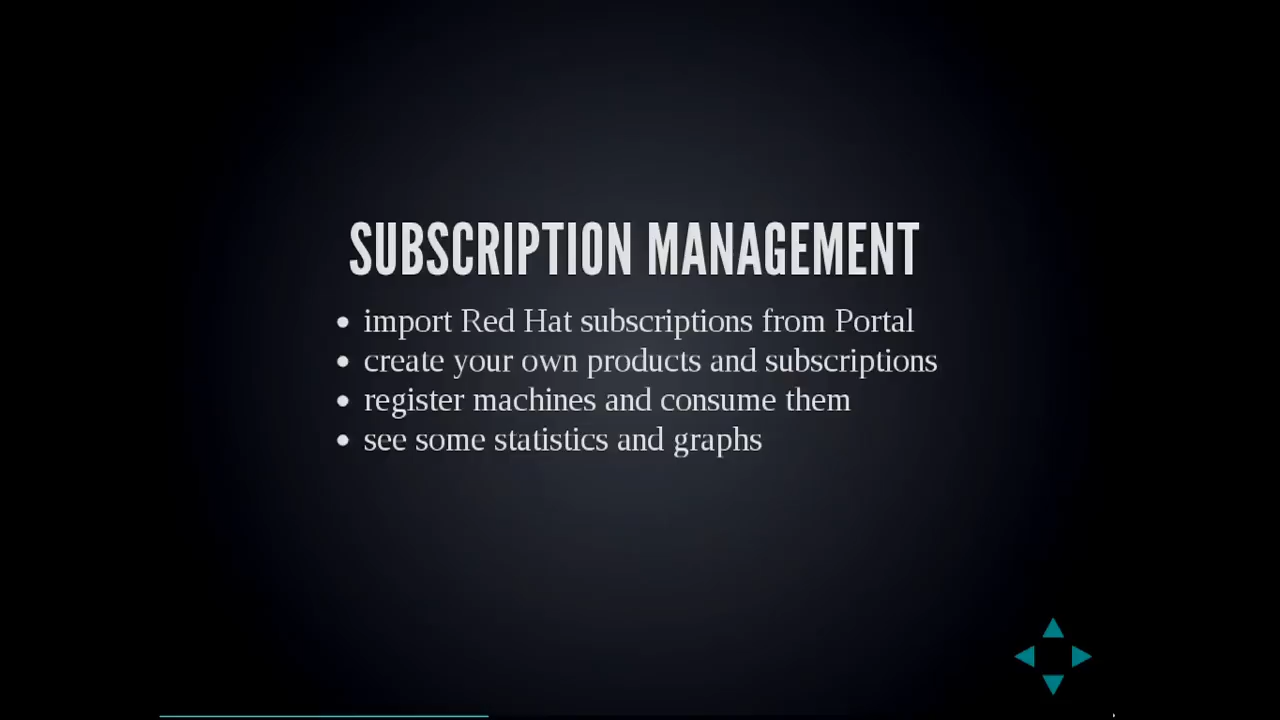 SUBSCRIPTION MANAGEMENT
• import Red Hat subscriptions from Portal
• create your own products and subscriptions
• register machines and consume them
• see some statistics and graphs